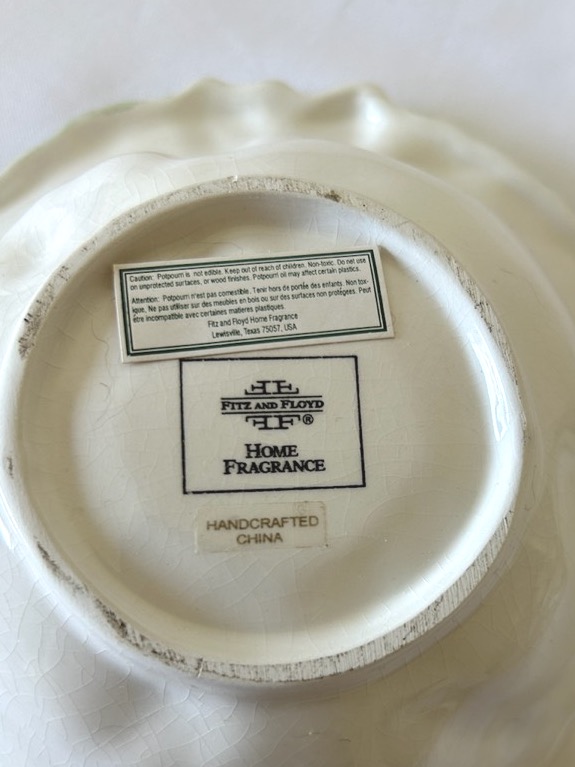 Caution: Potpourri is not edible. Keep out of reach of children. Non-toxic. Do not use
on unprotected surfaces, or wood finishes. Potpourri oil may affect certain plastics.
Attention: Potpourri n'est pas comestible. Tenir hors de portée des enfants. Non tox-
ique. Ne pas utiliser sur des meubles en bois ou sur des surfaces non protégees. Peut
être incompatible avec certaines matieres plastiques.
Fitz and Floyd Home Fragrance
Lewisville, Texas 75057, USA
FITZ AND FLOYD
®
HOME
FRAGRANCE
HANDCRAFTED
CHINA